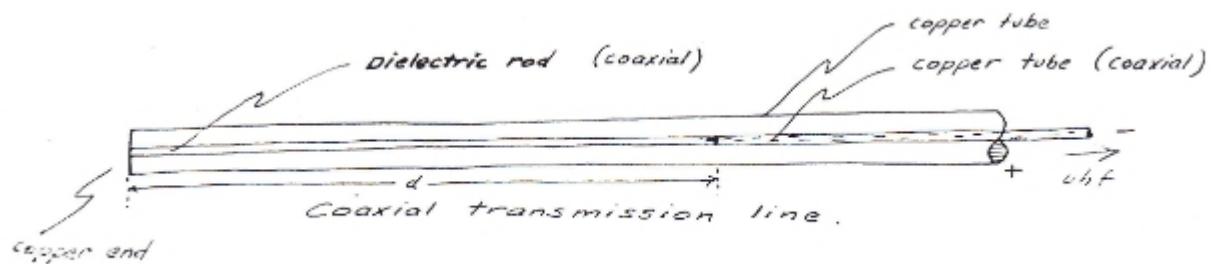 copper tube
Dielectric rod (coaxial)
copper tube (coaxial)
-
+
uhf
d
Coaxial transmission line.
copper end